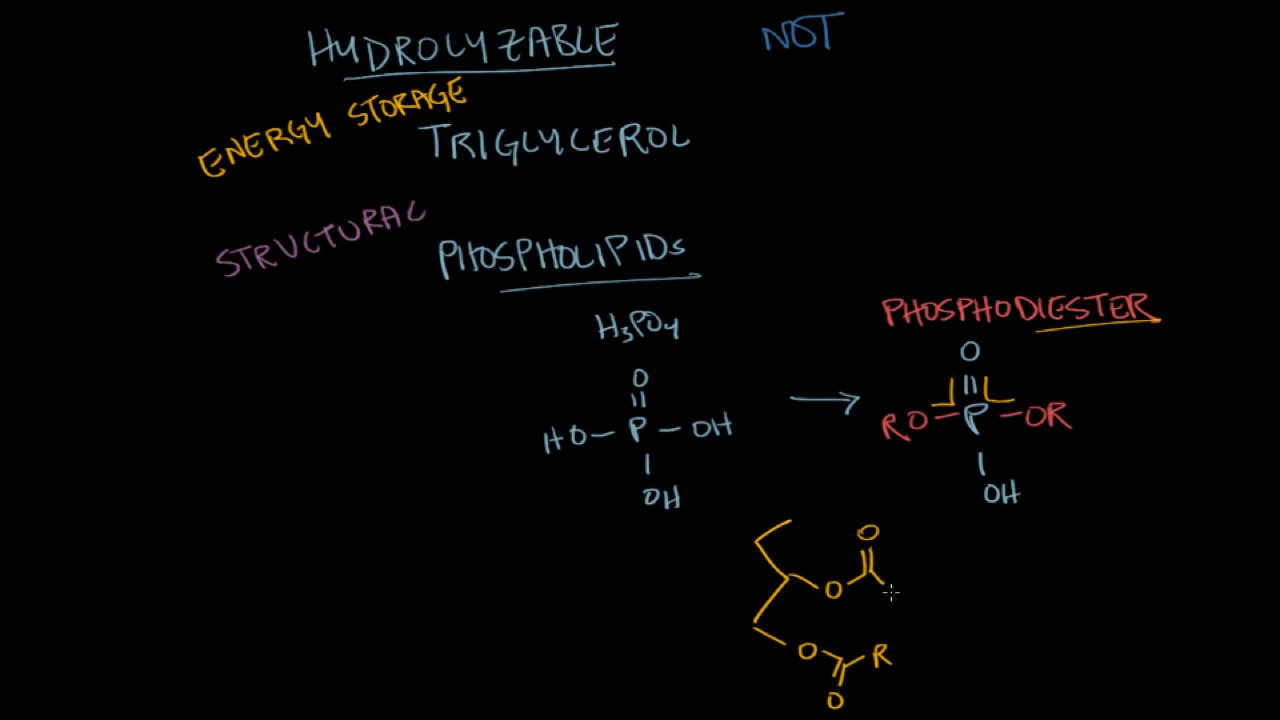 HYDROLYZABLE NOT
ENERGY STORAGE
TRIGLYCEROL
STRUCTURAL
PHOSPHOLIPIDS
H₃PO₄
PHOSPHODIESTER
O
O
||
||
HO－P－OH
→
RO－P－OR
|
|
OH
OH
O
O
O R
O